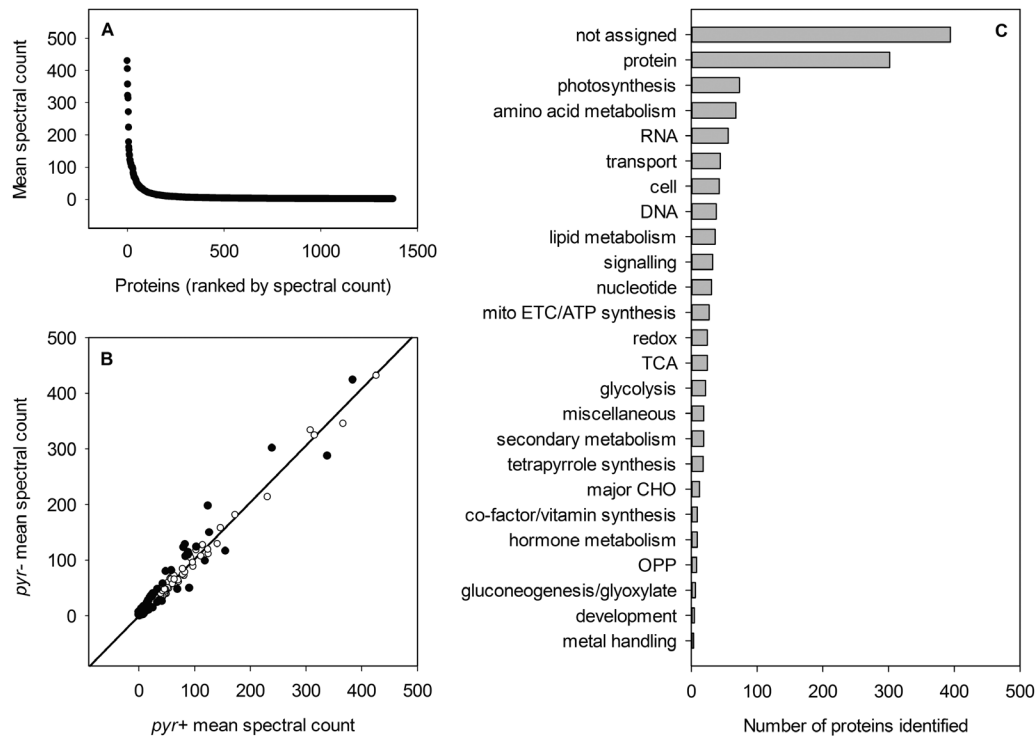 A
Mean spectral count
500
400
300
200
100
0
0
500
1000
1500
Proteins (ranked by spectral count)
B
pyr- mean spectral count
500
400
300
200
100
0
0
100
200
300
400
500
pyr+ mean spectral count
C
not assigned
protein
photosynthesis
amino acid metabolism
RNA
transport
cell
DNA
lipid metabolism
signalling
nucleotide
mito ETC/ATP synthesis
redox
TCA
glycolysis
miscellaneous
secondary metabolism
tetrapyrrole synthesis
major CHO
co-factor/vitamin synthesis
hormone metabolism
OPP
gluconeogenesis/glyoxylate
development
metal handling
0
100
200
300
400
500
Number of proteins identified